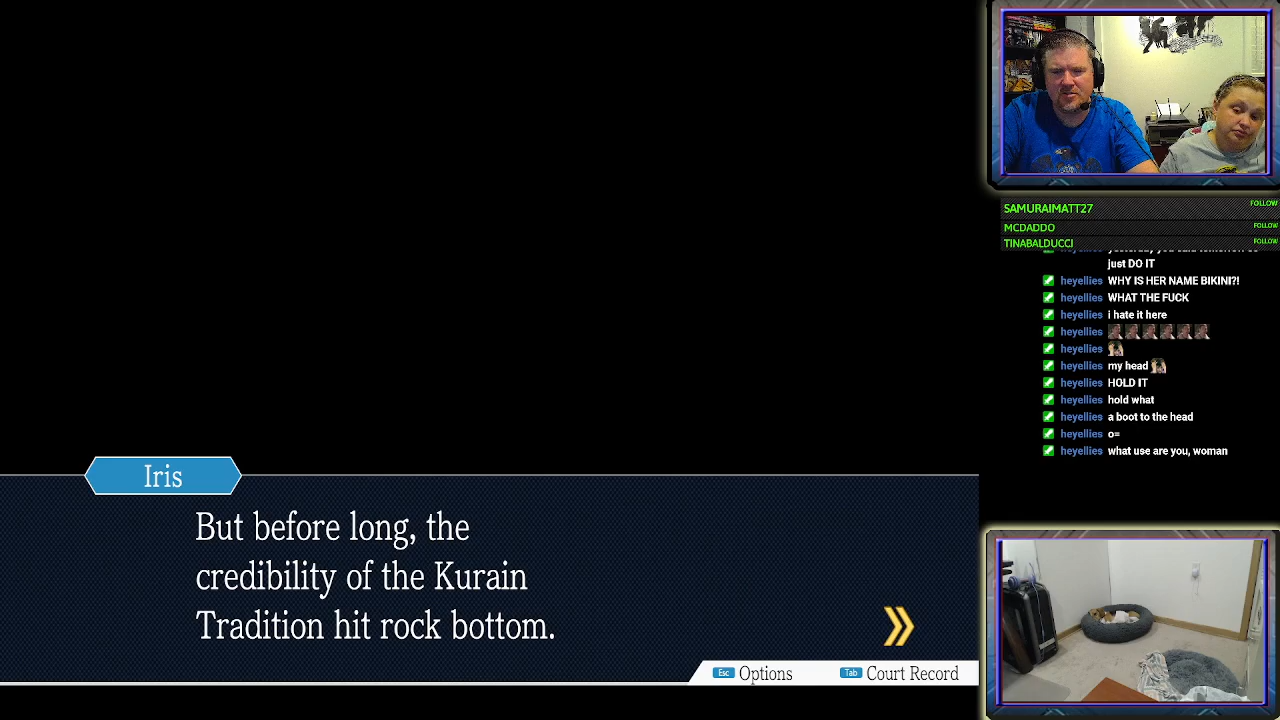 SAMURAIMATT27 FOLLOW
MCDADDO FOLLOW
TINABALDUCCI FOLLOW
just DO IT
heyellies WHY IS HER NAME BIKINI?!
heyellies WHAT THE FUCK
heyellies i hate it here
heyellies
heyellies
heyellies my head
heyellies HOLD IT
heyellies hold what
heyellies a boot to the head
heyellies o=
heyellies what use are you, woman
Iris
But before long, the
credibility of the Kurain
Tradition hit rock bottom.
Esc Options Tab Court Record